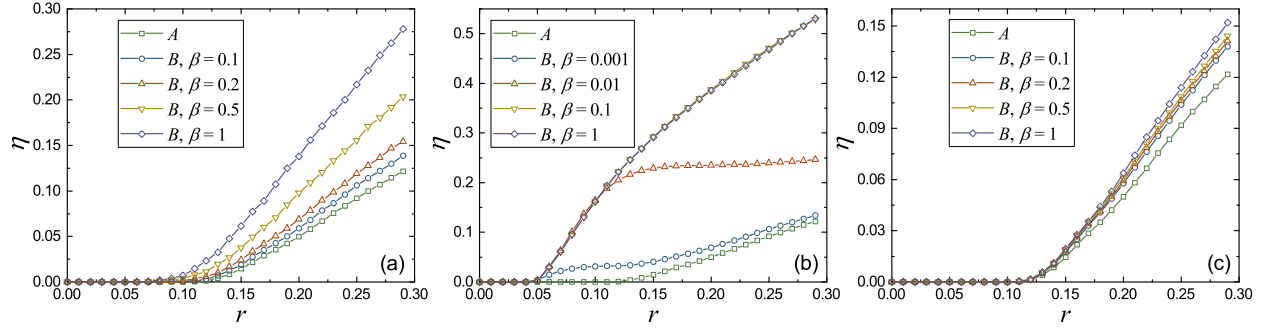 0.30
0.25
0.20
0.15
0.10
0.05
0.00
η
A
B, β = 0.1
B, β = 0.2
B, β = 0.5
B, β = 1
(a)
0.00 0.05 0.10 0.15 0.20 0.25 0.30
r
0.5
0.4
0.3
0.2
0.1
0.0
η
A
B, β = 0.001
B, β = 0.01
B, β = 0.1
B, β = 1
(b)
0.00 0.05 0.10 0.15 0.20 0.25 0.30
r
0.15
0.12
0.09
0.06
0.03
0.00
η
A
B, β = 0.1
B, β = 0.2
B, β = 0.5
B, β = 1
(c)
0.00 0.05 0.10 0.15 0.20 0.25 0.30
r